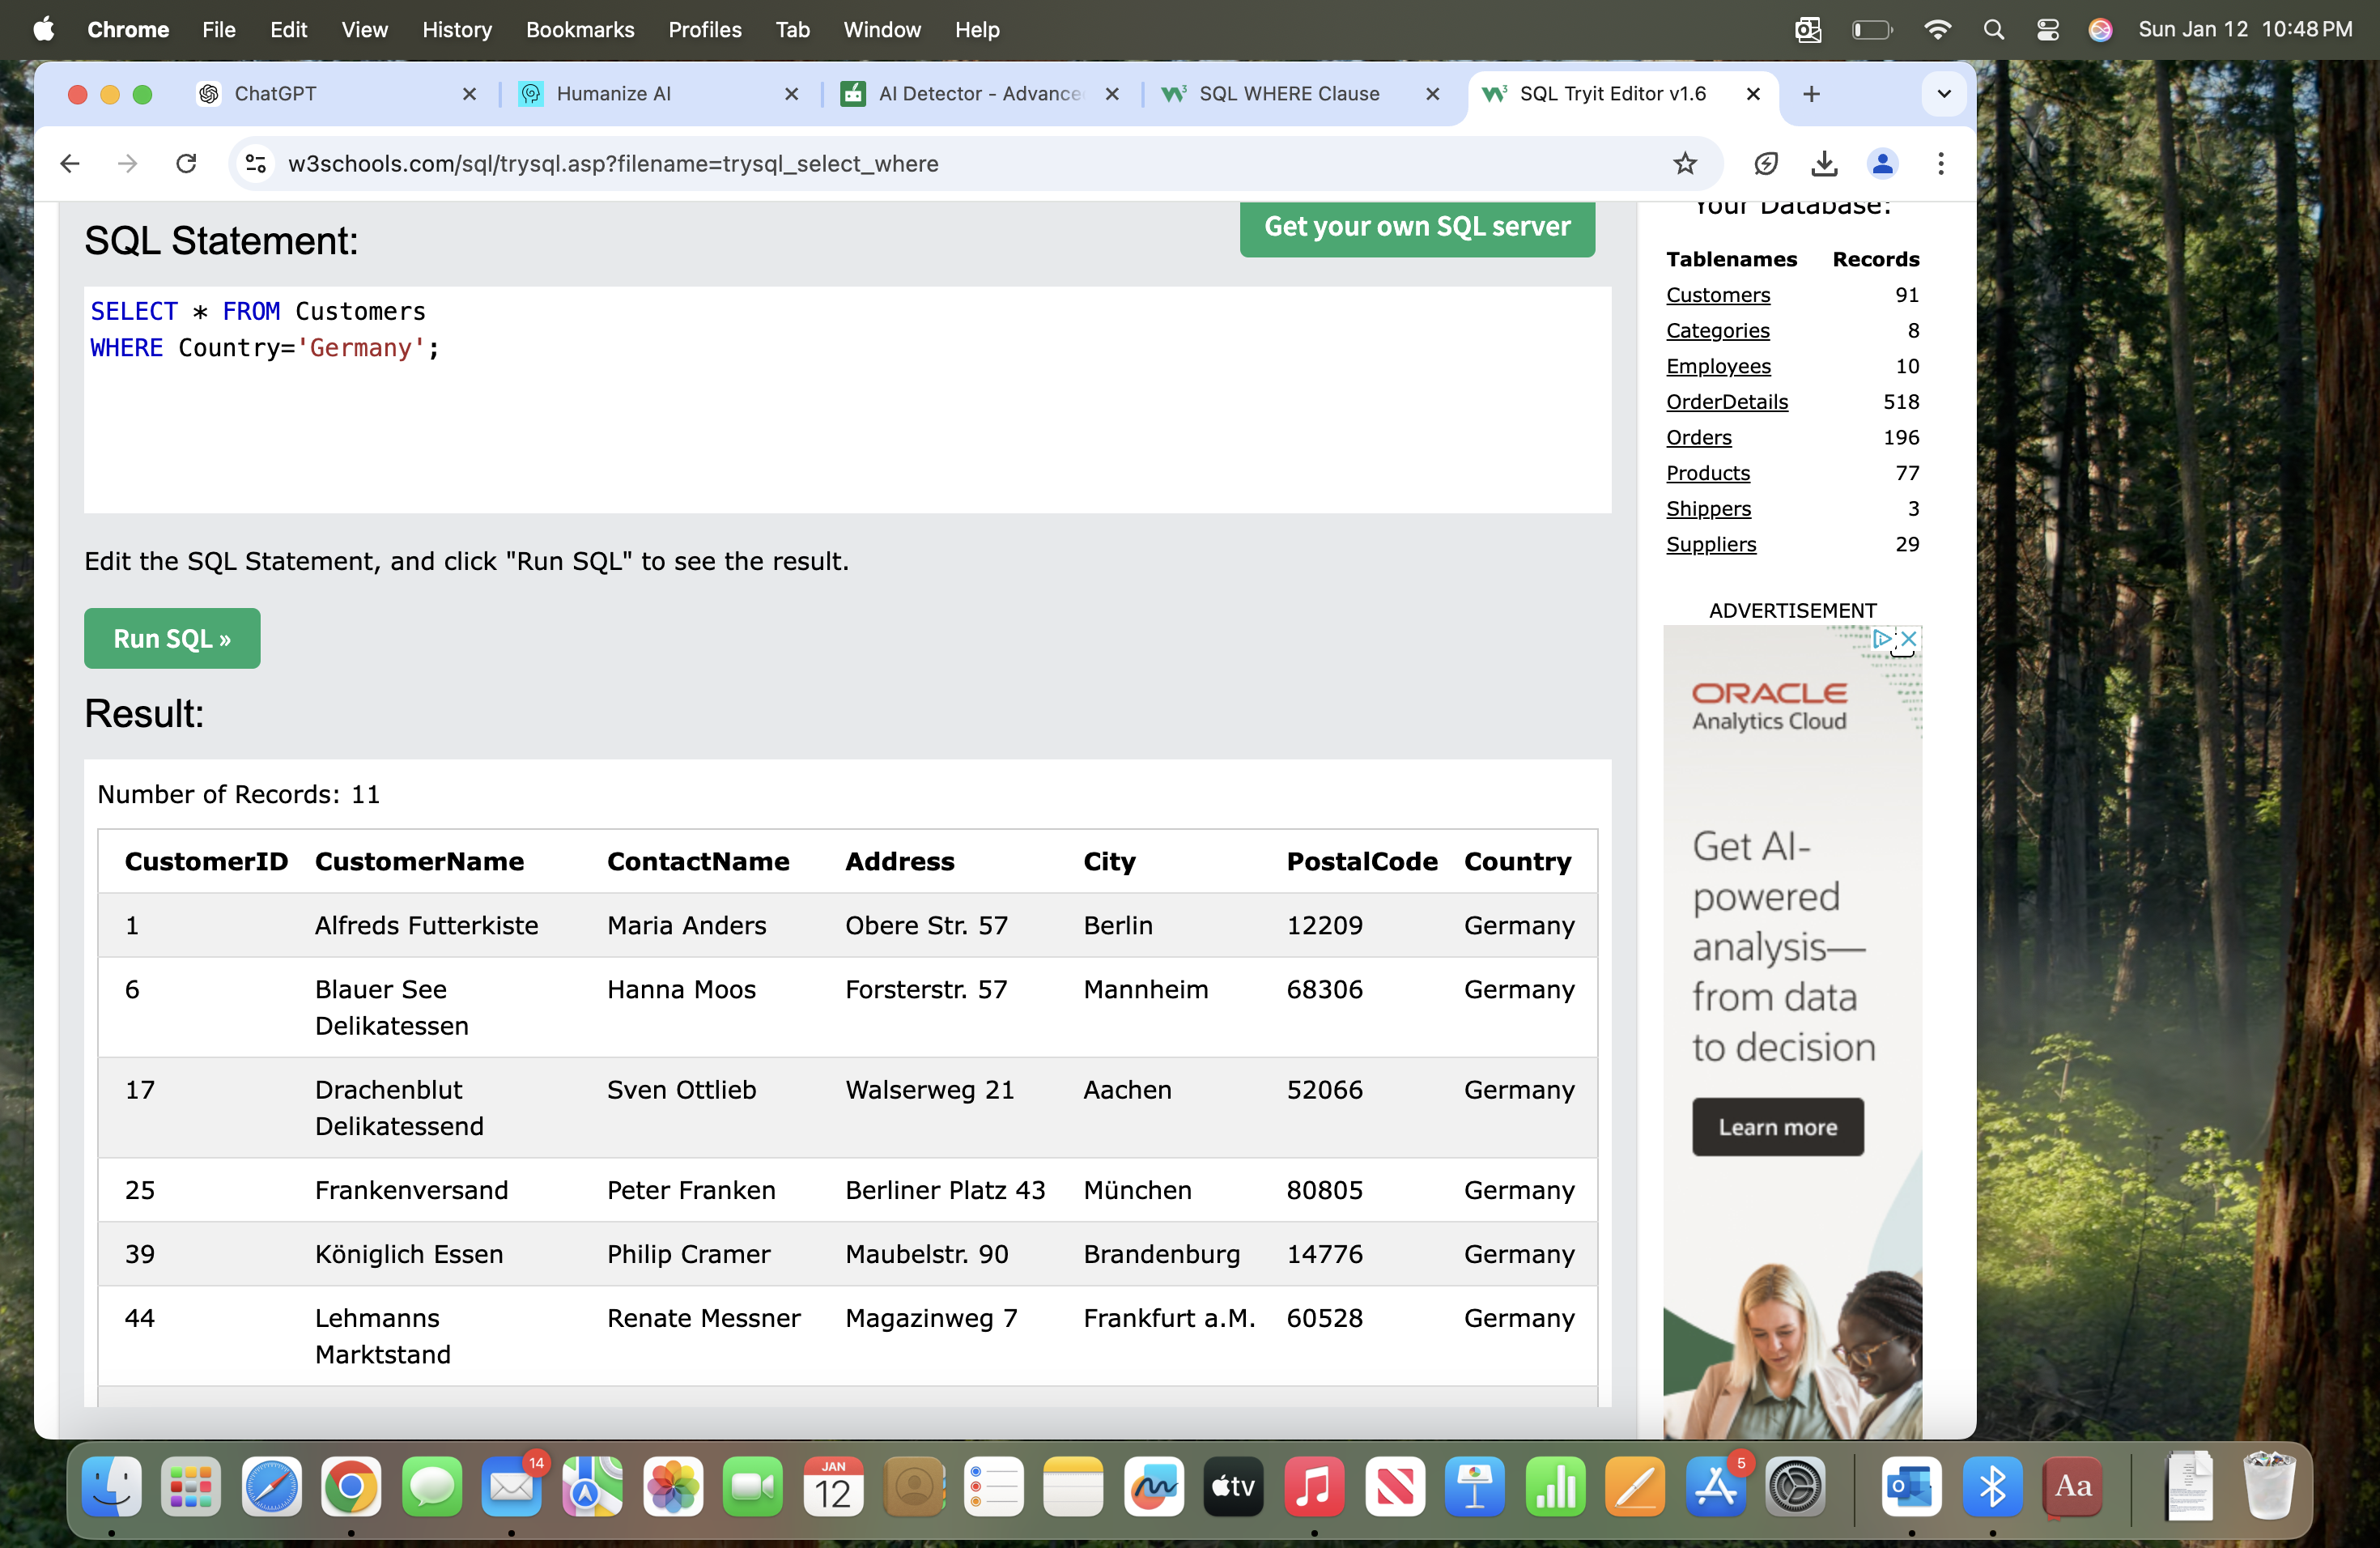 Chrome File Edit View History Bookmarks Profiles Tab Window Help Sun Jan 12 10:48 PM
ChatGPT Humanize AI AI Detector - Advance SQL WHERE Clause SQL Tryit Editor v1.6
w3schools.com/sql/trysql.asp?filename=trysql_select_where
SQL Statement:
Get your own SQL server
SELECT * FROM Customers
WHERE Country='Germany';
Edit the SQL Statement, and click "Run SQL" to see the result.
Run SQL »
Result:
Number of Records: 11
CustomerID CustomerName ContactName Address City PostalCode Country
1 Alfreds Futterkiste Maria Anders Obere Str. 57 Berlin 12209 Germany
6 Blauer See Hanna Moos Forsterstr. 57 Mannheim 68306 Germany
Delikatessen
17 Drachenblut Sven Ottlieb Walserweg 21 Aachen 52066 Germany
Delikatessend
25 Frankenversand Peter Franken Berliner Platz 43 München 80805 Germany
39 Königlich Essen Philip Cramer Maubelstr. 90 Brandenburg 14776 Germany
44 Lehmanns Renate Messner Magazinweg 7 Frankfurt a.M. 60528 Germany
Marktstand
Your Database:
Tablenames Records
Customers 91
Categories 8
Employees 10
OrderDetails 518
Orders 196
Products 77
Shippers 3
Suppliers 29
ADVERTISEMENT
ORACLE
Analytics Cloud
Get AI-
powered
analysis—
from data
to decision
Learn more
14
JAN
12
tv
5
Aa